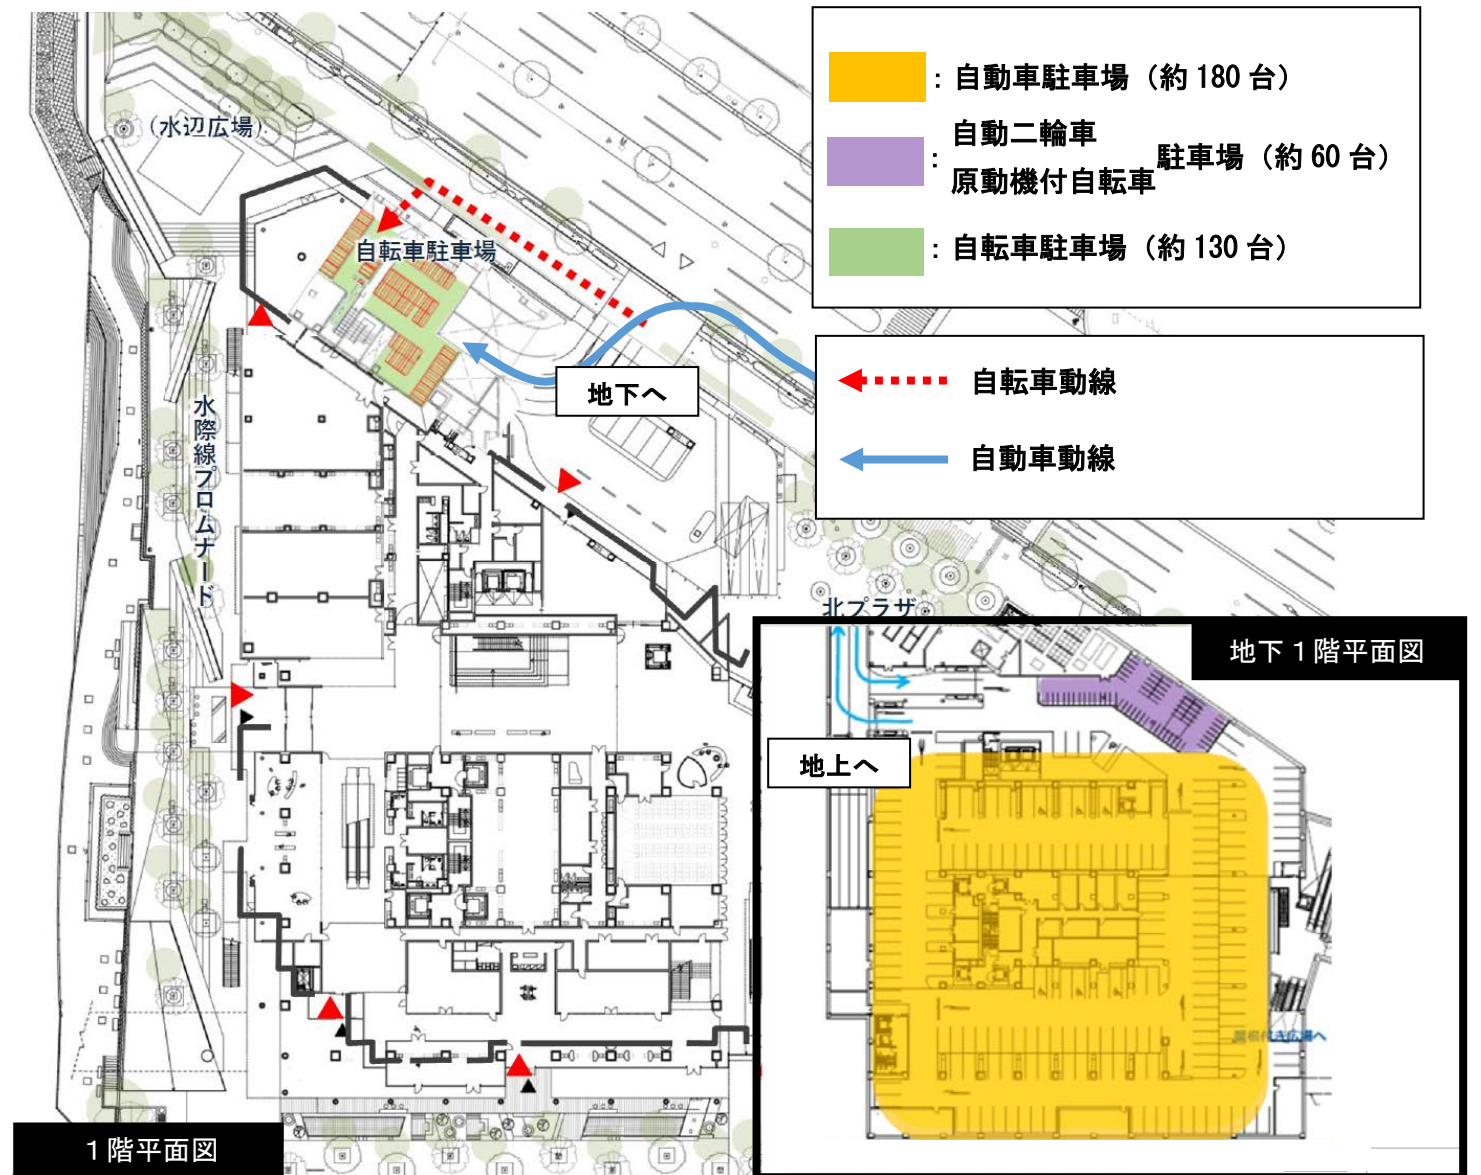 ：自動車駐車場（約 180 台）
自動二輪車
：
駐車場（約 60 台）
原動機付自転車
：自転車駐車場（約 130 台）
自転車動線
自動車動線
（水辺広場）
自転車駐車場
地下へ
水際線プロムナード
北プラザ
地下１階平面図
地上へ
１階平面図